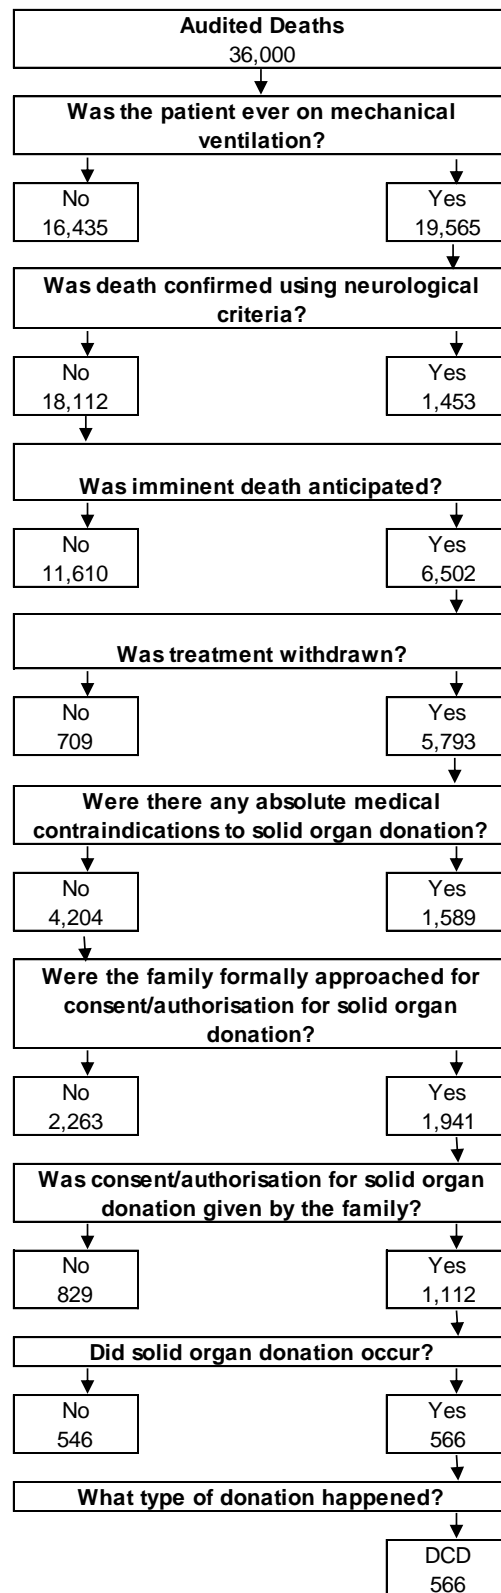 Audited Deaths
36,000
Was the patient ever on mechanical
ventilation?
No
16,435
Yes
19,565
Was death confirmed using neurological
criteria?
No
18,112
Yes
1,453
Was imminent death anticipated?
No
11,610
Yes
6,502
Was treatment withdrawn?
No
709
Yes
5,793
Were there any absolute medical
contraindications to solid organ donation?
No
4,204
Yes
1,589
Were the family formally approached for
consent/authorisation for solid organ
donation?
No
2,263
Yes
1,941
Was consent/authorisation for solid organ
donation given by the family?
No
829
Yes
1,112
Did solid organ donation occur?
No
546
Yes
566
What type of donation happened?
DCD
566